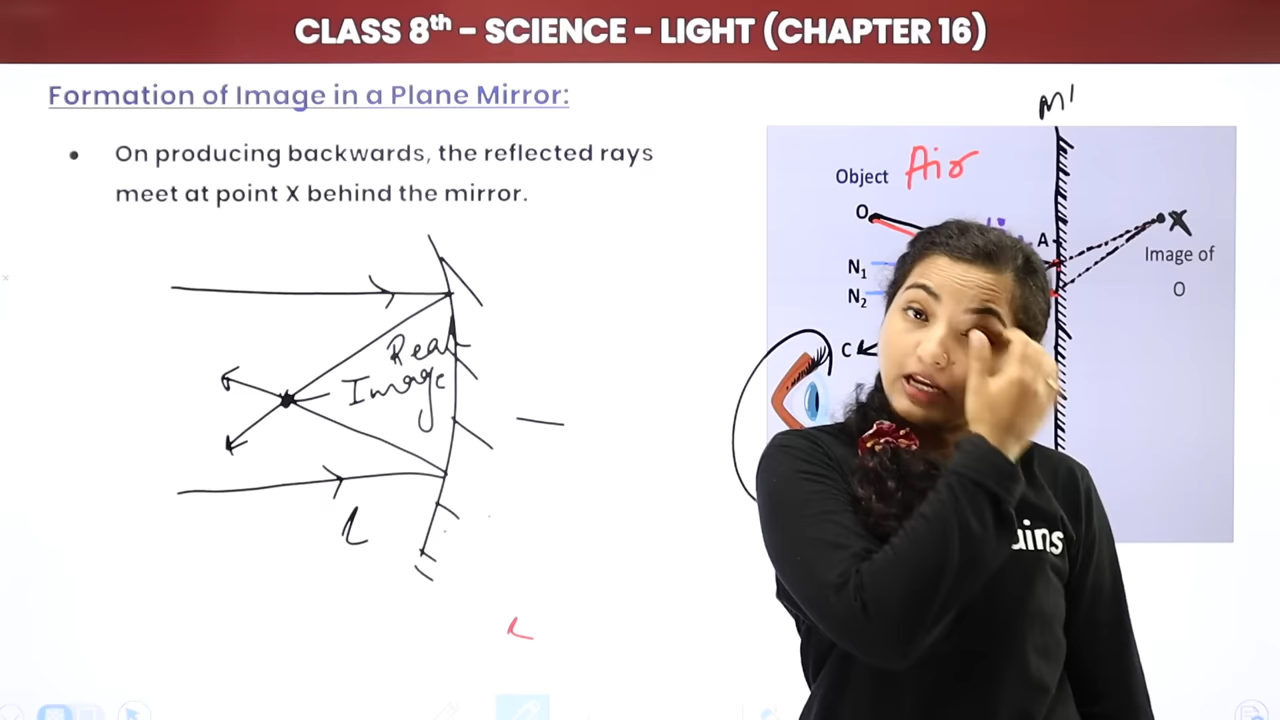 CLASS 8th - SCIENCE - LIGHT (CHAPTER 16)
Formation of Image in a Plane Mirror:
• On producing backwards, the reflected rays
meet at point X behind the mirror.
Real
Image
M'
Object Air
O
A
X
Image of
O
N1
N2
C
ains